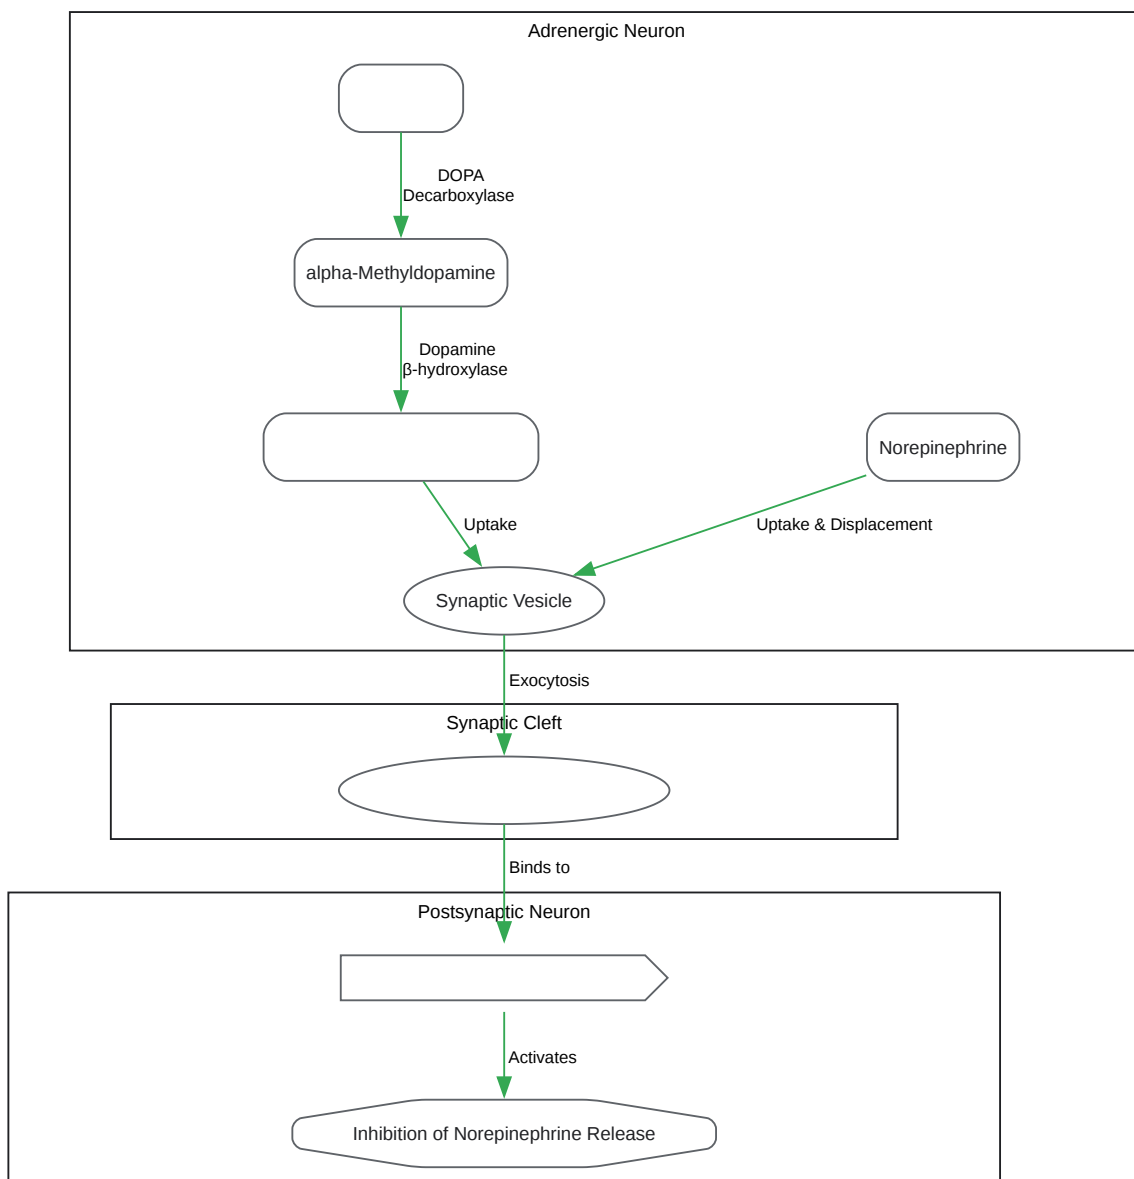 Adrenergic Neuron
DOPA
Decarboxylase
alpha-Methyldopamine
Dopamine
β-hydroxylase
Norepinephrine
Uptake
Uptake & Displacement
Synaptic Vesicle
Exocytosis
Synaptic Cleft
Binds to
Postsynaptic Neuron
Activates
Inhibition of Norepinephrine Release